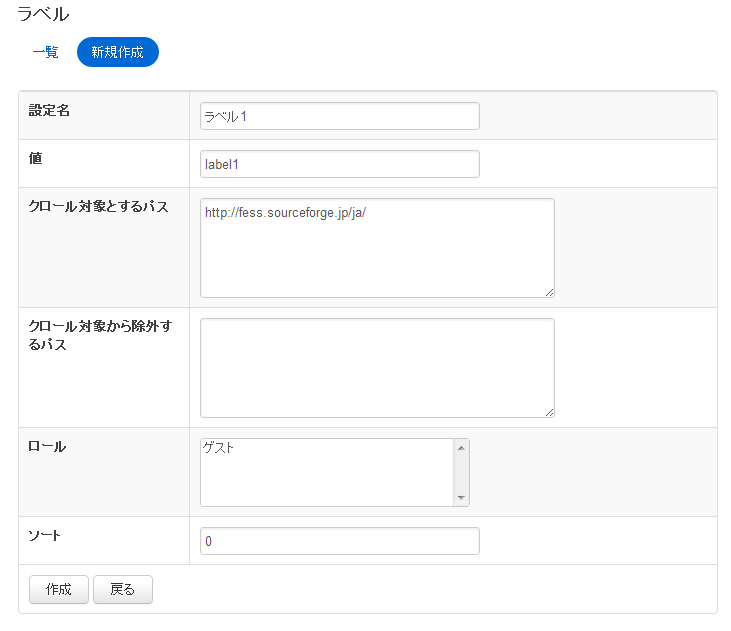 ラベル
一覧 新規作成
設定名 ラベル1
値 label1
クロール対象とするパス http://fess.sourceforge.jp/ja/
クロール対象から除外す
るパス
ロール ゲスト
ソート 0
作成 戻る